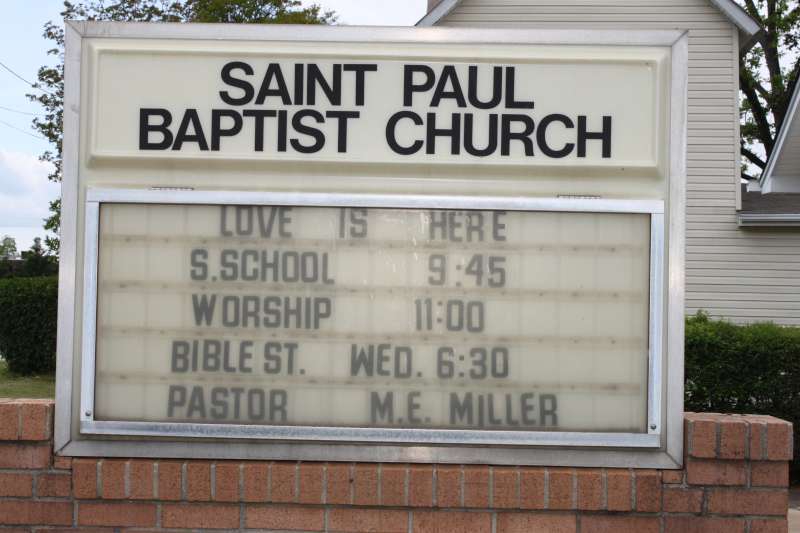 SAINT PAUL
BAPTIST CHURCH
LOVE IS HERE
S.SCHOOL 9:45
WORSHIP 11:00
BIBLE ST. WED. 6:30
PASTOR M.E. MILLER